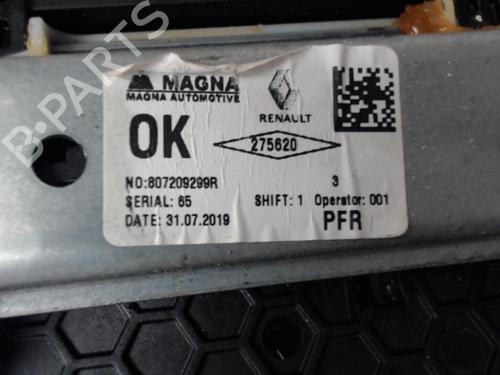 MAGNA
MAGNA AUTOMOTIVE
RENAULT
OK
275620
NO:807209299R
3
SERIAL: 65
SHIFT: 1
Operator: 001
DATE: 31.07.2019
PFR
B-PARTS